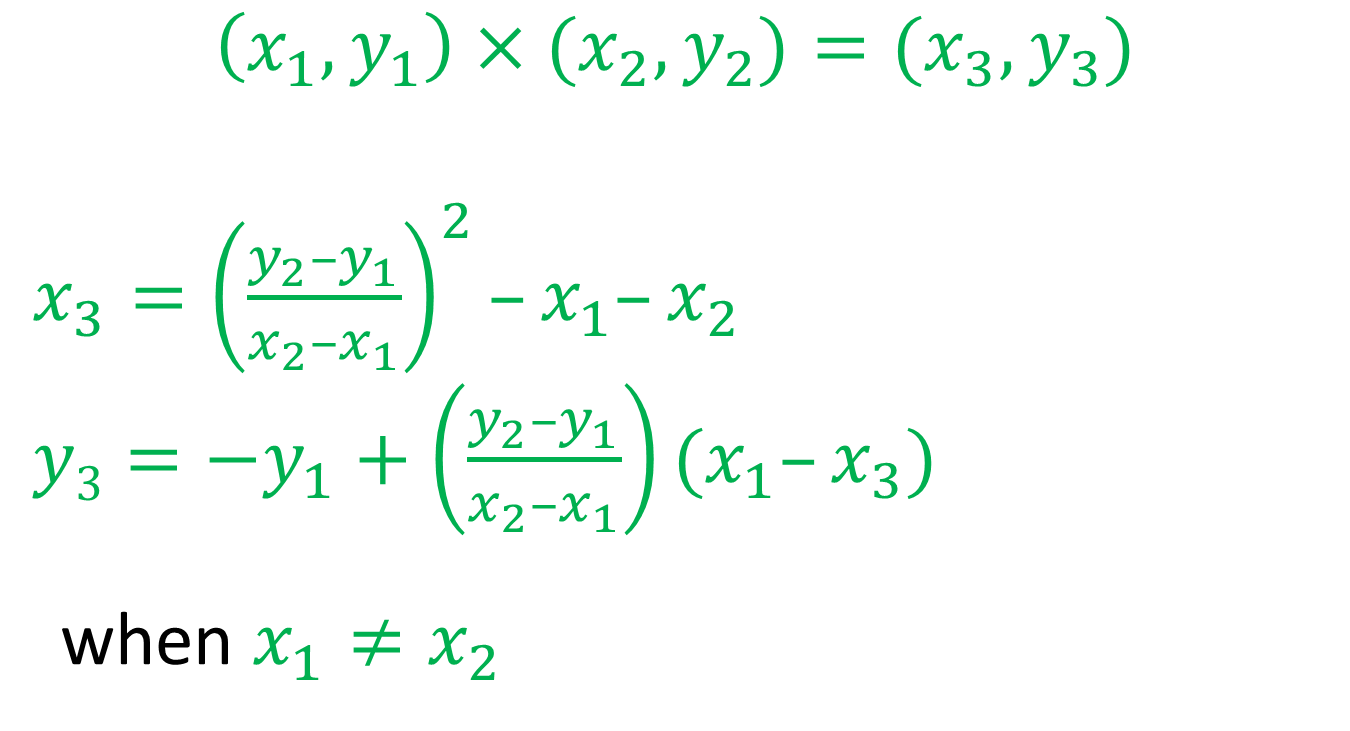 (x₁, y₁) × (x₂, y₂) = (x₃, y₃)
x₃ = ((y₂−y₁)/(x₂−x₁))² − x₁ − x₂
y₃ = −y₁ + ((y₂−y₁)/(x₂−x₁)) (x₁ − x₃)
when x₁ ≠ x₂